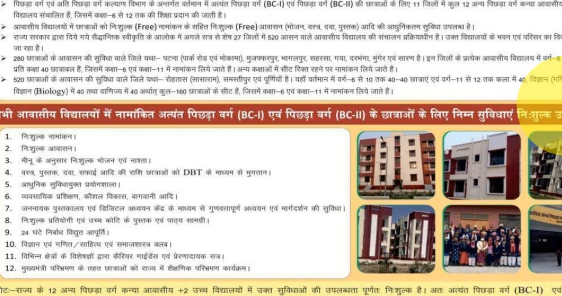 पिछड़ा वर्ग एवं अति पिछड़ा वर्ग कल्याण विभाग के अन्तर्गत वर्तमान में अत्यंत पिछड़ा वर्ग (BC-I) एवं पिछड़ा वर्ग (BC-II) की छात्राओं के लिए 11 जिलों में कुल 12 अन्य पिछड़ा वर्ग कन्या आवासीय
विद्यालय संचालित है, जिसमें कक्षा-6 से 12 तक की शिक्षा प्रदान की जाती है।
आवासीय विद्यालयों में छात्राओं को निःशुल्क (Free) नामांकन के सहित निःशुल्क (Free) आवासन (भोजन, वस्त्र, दवा, पुस्तक) आदि की आधुनिकतम सुविधा उपलब्ध है।
राज्य सरकार द्वारा दिये गये सैद्धान्तिक स्वीकृति के आलोक में अगले सत्र से शेष 27 जिलों में 520 आसन वाले आवासीय विद्यालय की संचालन प्रक्रियाधीन है। उक्त विद्यालयों के भवन एवं परिसर का
जा रहा है।
280 छात्राओं के आवासन की सुविधा वाले जिले यथा– पटना (पार्क रोड एवं मोकामा), मुजफ्फरपुर, भागलपुर, सहरसा, गया, दरभंगा, मुंगेर एवं सारण है। इन जिलों के प्रत्येक आवासीय विद्यालय में वर्ग-6
प्रति कक्षा 40 छात्राबल है, जिसमें कक्षा-6 एवं कक्षा-11 में नामांकन लिये जाते हैं। अन्य कक्षाओं में सीट रिक्त रहने पर नामांकन लिये जाते हैं।
520 छात्राओं के आवासन की सुविधा वाले जिले यथा– रोहतास (सासाराम), समस्तीपुर एवं पूर्णियाँ है। यहाँ वर्तमान में वर्ग-6 से 10 तक 40-40 छात्राएं एवं वर्ग-11 से 12 तक कला में 40, विज्ञान
विज्ञान (Biology) में 40 तथा वाणिज्य में 40 अर्थात् कुल-160 छात्राओं के सीट हैं, जिसमें कक्षा-6 एवं कक्षा-11 में नामांकन लिये जाते हैं।
भी आवासीय विद्यालयों में नामांकित अत्यंत पिछड़ा वर्ग (BC-I) एवं पिछड़ा वर्ग (BC-II) के छात्राओं के लिए निम्न सुविधाएं निःशुल्क उ
1. निःशुल्क नामांकन।
2. निःशुल्क आवासन।
3. मीनू के अनुसार निःशुल्क भोजन एवं नाश्ता।
4. वस्त्र, पुस्तक, दवा, सफाई आदि की राशि छात्राओं को DBT के माध्यम से भुगतान।
5. आधुनिक सुविधायुक्त प्रयोगशाला।
6. व्यवसायिक प्रशिक्षण, कौशल विकास, बागवानी आदि।
7. जननायक पुस्तकालय एवं डिजिटल अध्ययन केंद्र के माध्यम से गुणवत्तापूर्ण अध्ययन एवं मार्गदर्शन की सुविधा।
8. निःशुल्क प्रतियोगी एवं उच्च कोटि के पुस्तक एवं पाठ्य सामग्री।
9. 24 घंटे निर्बाध विद्युत आपूर्ति।
10. विज्ञान एवं गणित/साहित्य एवं समाजशास्त्र क्लब।
11. विभिन्न क्षेत्रों के विशेषज्ञों द्वारा कैरियर गाईडेंस एवं प्रेरणादायक सत्र।
12. मुख्यमंत्री परिभ्रमण के तहत छात्राओं को राज्य में शैक्षणिक परिभ्रमण कार्यक्रम।
ोटः–राज्य के 12 अन्य पिछड़ा वर्ग कन्या आवासीय +2 उच्च विद्यालयों में उक्त सुविधाओं की उपलब्धता पूर्णतः निःशुल्क है। अतः अत्यंत पिछड़ा वर्ग (BC-I) एवं